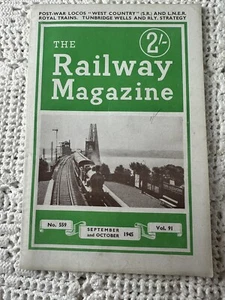 POST-WAR LOCOS "WEST COUNTRY" (S.R.) AND L.N.E.R.
ROYAL TRAINS. TUNBRIDGE WELLS AND RLY. STRATEGY
THE
2/-
Railway
Magazine
No. 559
SEPTEMBER
and OCTOBER 1945
Vol. 91